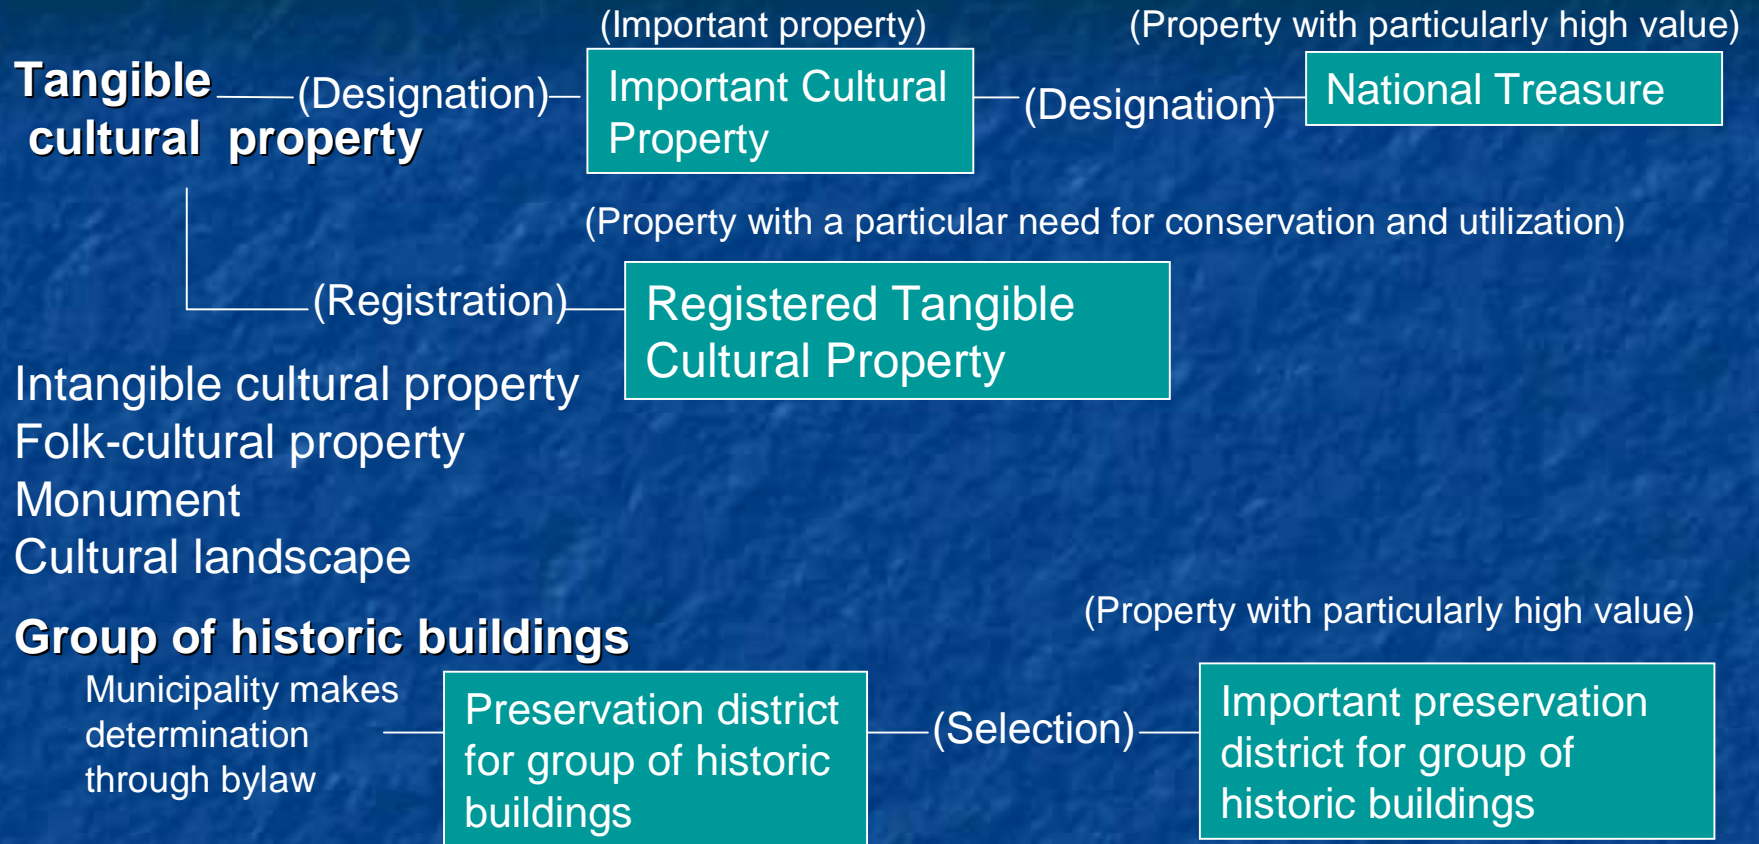 (Important property)
(Property with particularly high value)
Tangible
cultural property
(Designation)
Important Cultural
Property
(Designation)
National Treasure
(Property with a particular need for conservation and utilization)
(Registration)
Registered Tangible
Cultural Property
Intangible cultural property
Folk-cultural property
Monument
Cultural landscape
(Property with particularly high value)
Group of historic buildings
Municipality makes
determination
through bylaw
Preservation district
for group of historic
buildings
(Selection)
Important preservation
district for group of
historic buildings